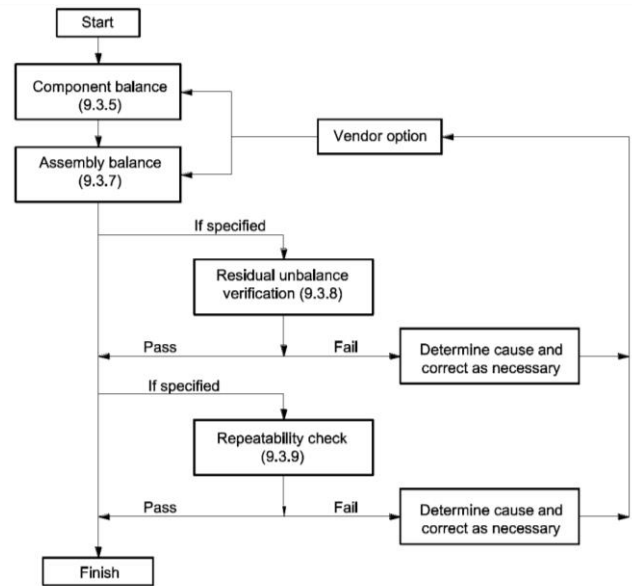 Start
Component balance
(9.3.5)
Vendor option
Assembly balance
(9.3.7)
If specified
Residual unbalance
verification (9.3.8)
Pass
Fail
Determine cause and
correct as necessary
If specified
Repeatability check
(9.3.9)
Pass
Fail
Determine cause and
correct as necessary
Finish